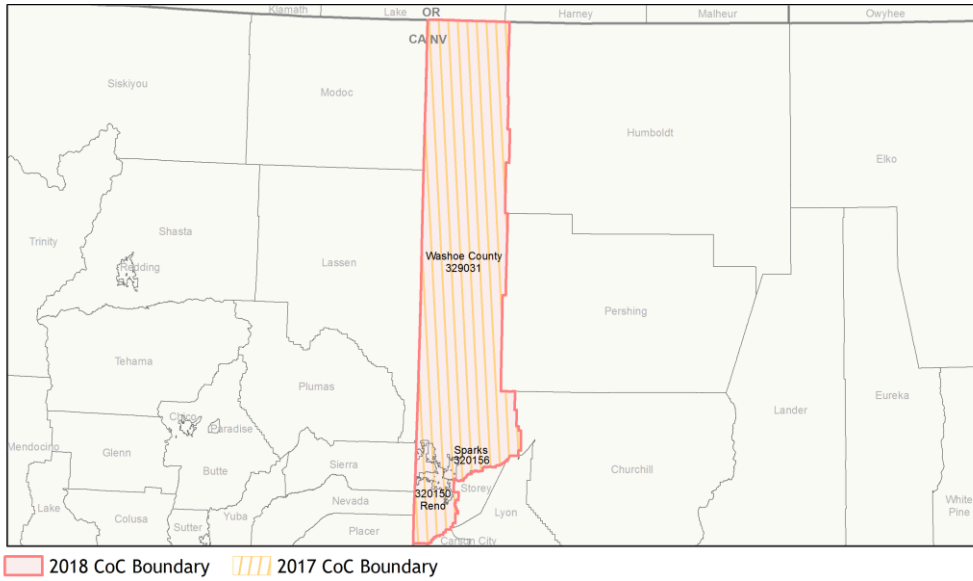 Klamath
Lake
OR
Harney
Malheur
Owyhee
CA
NV
Siskiyou
Modoc
Humboldt
Elko
Trinity
Shasta
Redding
Lassen
Washoe County
329031
Pershing
Tehama
Plumas
Lander
Eureka
Chico
Paradise
Mendocino
Glenn
Butte
Sierra
Sparks
320156
Churchill
Lake
Colusa
Sutter
Yuba
Nevada
Placer
320150
Reno
Storey
Lyon
Carson City
White
Pine
2018 CoC Boundary
2017 CoC Boundary